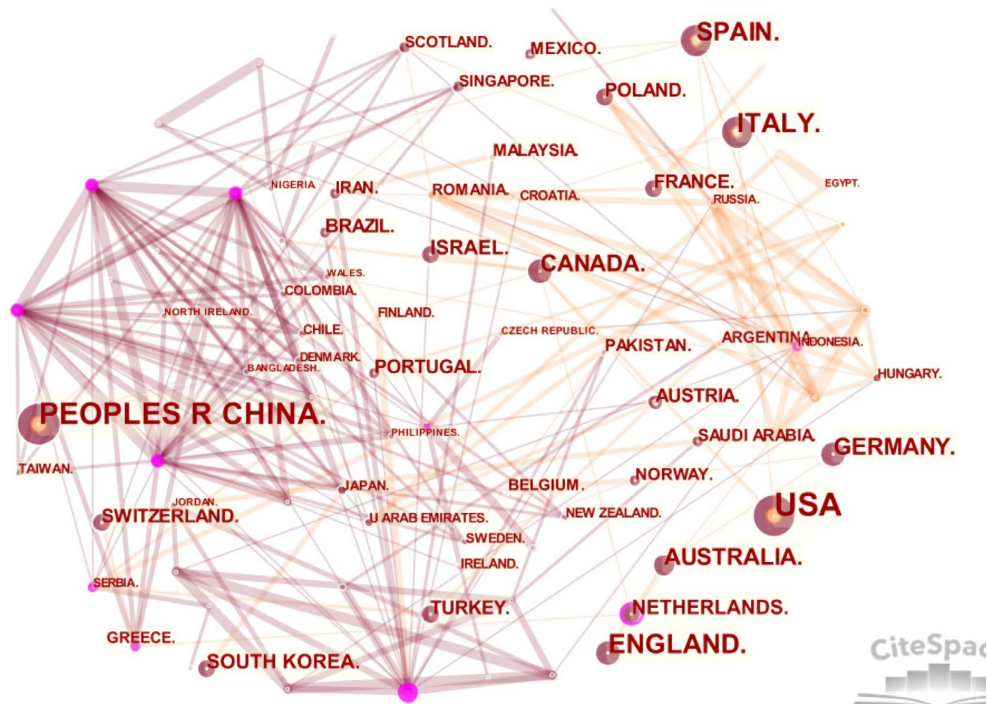 SPAIN.
SCOTLAND.
MEXICO.
SINGAPORE.
POLAND.
ITALY.
MALAYSIA.
NIGERIA.
IRAN.
ROMANIA.
CROATIA.
FRANCE.
RUSSIA.
EGYPT.
BRAZIL.
ISRAEL.
CANADA.
WALES.
COLOMBIA.
NORTH IRELAND.
FINLAND.
CHILE.
CZECH REPUBLIC.
PAKISTAN.
ARGENTINA.
INDONESIA.
DENMARK.
BANGLADESH.
PORTUGAL.
HUNGARY.
PEOPLES R CHINA.
AUSTRIA.
PHILIPPINES.
SAUDI ARABIA.
GERMANY.
TAIWAN.
JAPAN.
BELGIUM.
NORWAY.
JORDAN.
SWITZERLAND.
U ARAB EMIRATES.
NEW ZEALAND.
USA
SWEDEN.
IRELAND.
AUSTRALIA.
SERBIA.
TURKEY.
NETHERLANDS.
GREECE.
ENGLAND.
SOUTH KOREA.
CiteSpac